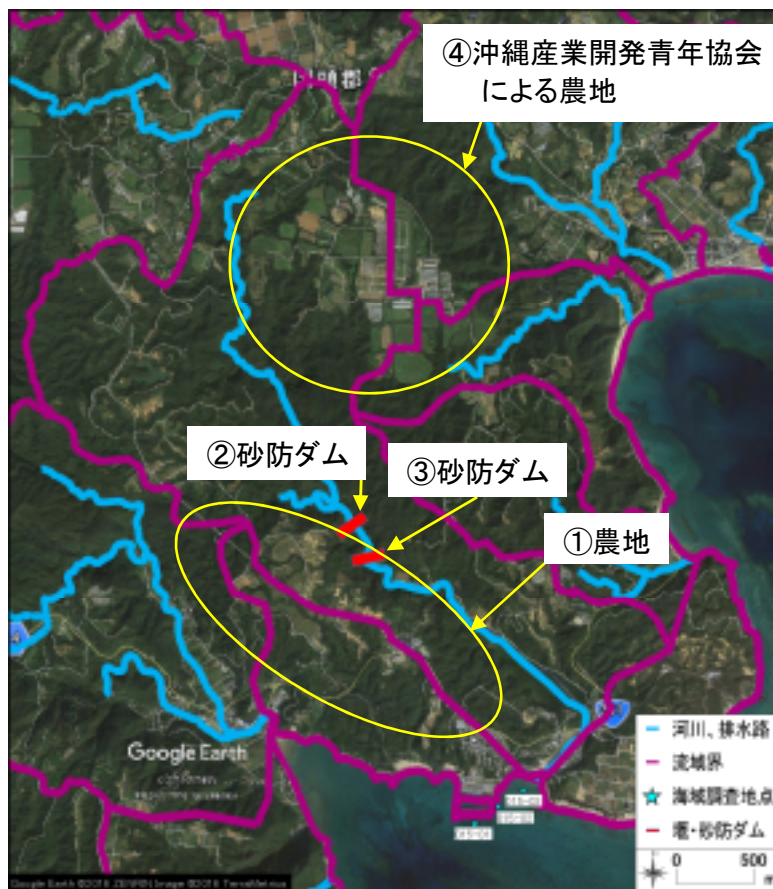 ④沖縄産業開発青年協会
による農地
②砂防ダム
③砂防ダム
①農地
Google Earth
河川、排水路
流域界
海域調査地点
堰・砂防ダム
0 500
m